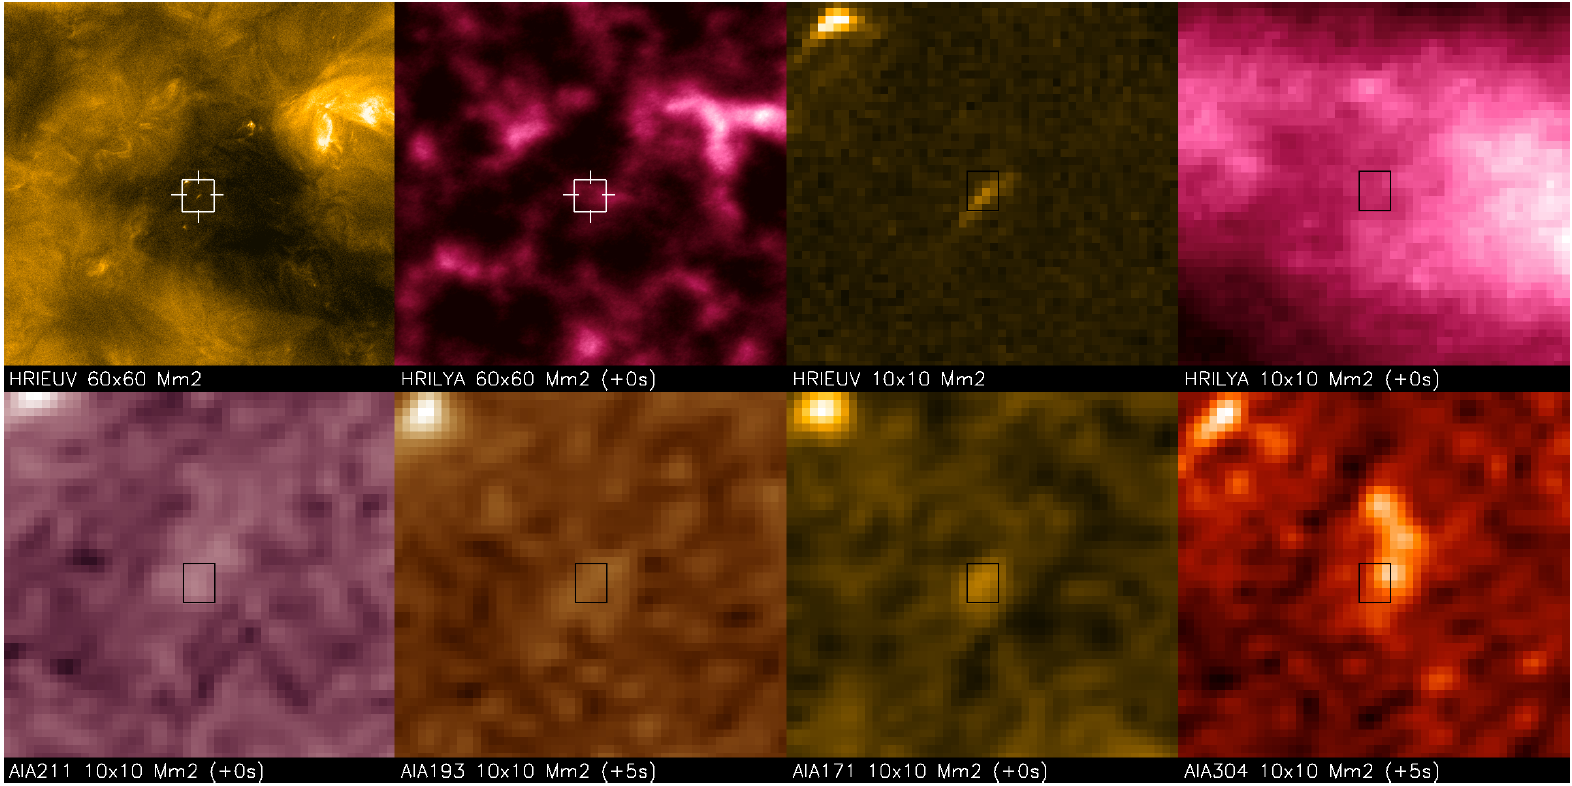 HRIEUV 60x60 Mm2
HRILYA 60x60 Mm2 (+0s)
HRIEUV 10x10 Mm2
HRILYA 10x10 Mm2 (+0s)
AIA211 10x10 Mm2 (+0s)
AIA193 10x10 Mm2 (+5s)
AIA171 10x10 Mm2 (+0s)
AIA304 10x10 Mm2 (+5s)